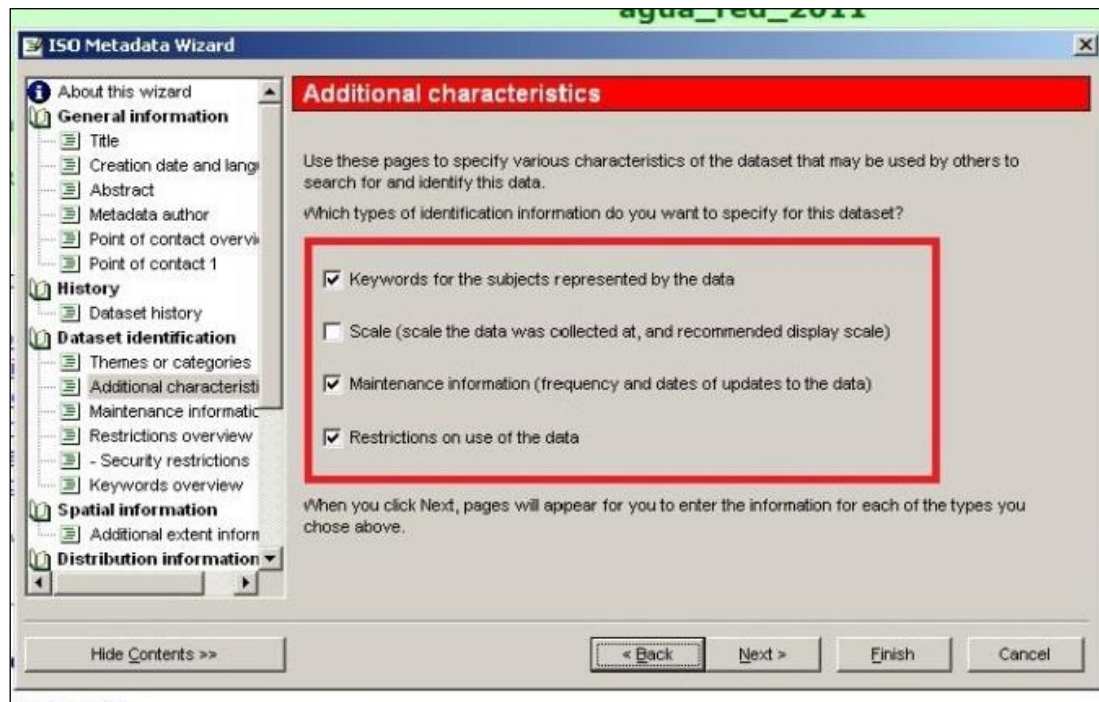 agua_red_2011
ISO Metadata Wizard
About this wizard
General information
Title
Creation date and langu
Abstract
Metadata author
Point of contact overvi
Point of contact 1
History
Dataset history
Dataset identification
Themes or categories
Additional characteristi
Maintenance informatic
Restrictions overview
- Security restrictions
Keywords overview
Spatial information
Additional extent inform
Distribution information
Additional characteristics
Use these pages to specify various characteristics of the dataset that may be used by others to
search for and identify this data.
Which types of identification information do you want to specify for this dataset?
Keywords for the subjects represented by the data
Scale (scale the data was collected at, and recommended display scale)
Maintenance information (frequency and dates of updates to the data)
Restrictions on use of the data
When you click Next, pages will appear for you to enter the information for each of the types you
chose above.
Hide Contents >>
< Back
Next >
Finish
Cancel